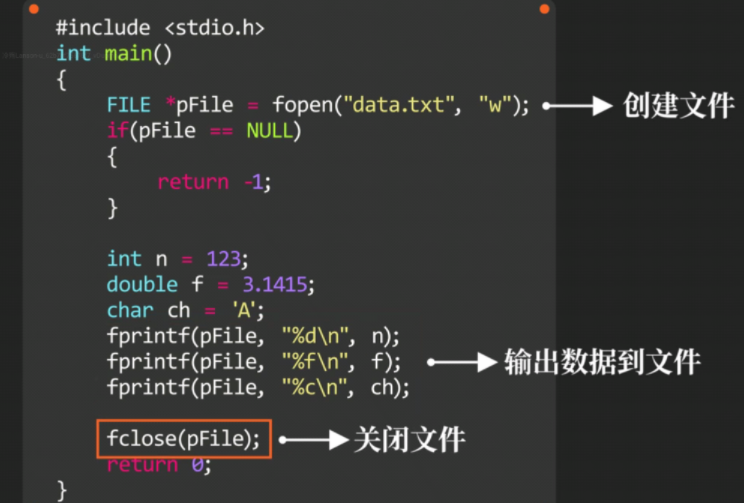 #include <stdio.h>
int main()
{
FILE *pFile = fopen("data.txt", "w"); 创建文件
if(pFile == NULL)
{
return -1;
}
int n = 123;
double f = 3.1415;
char ch = 'A';
fprintf(pFile, "%d\n", n);
fprintf(pFile, "%f\n", f); 输出数据到文件
fprintf(pFile, "%c\n", ch);
fclose(pFile); 关闭文件
return 0;
}